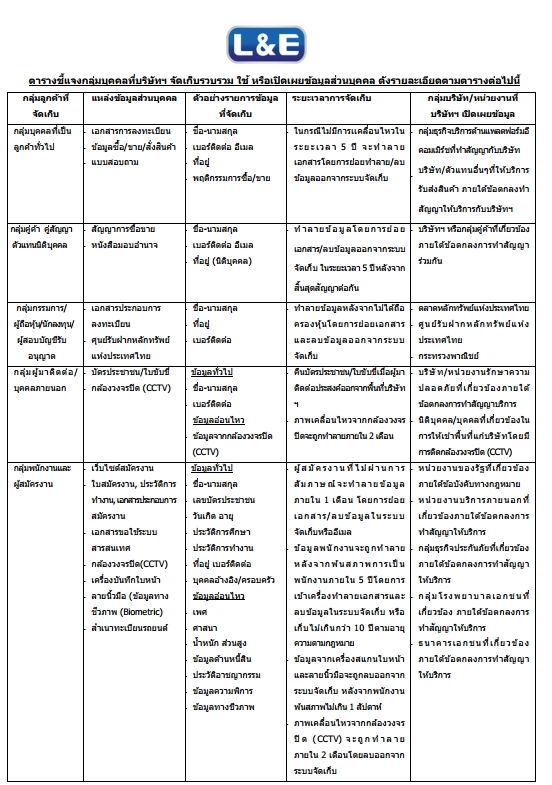 L&E
ตารางชี้แจงกลุ่มบุคคลที่บริษัทฯ จัดเก็บรวบรวม ใช้ หรือเปิดเผยข้อมูลส่วนบุคคล ดังรายละเอียดตามตารางต่อไปนี้
กลุ่มลูกค้าที่
จัดเก็บ
แหล่งข้อมูลส่วนบุคคล
ตัวอย่างรายการข้อมูล
ที่จัดเก็บ
ระยะเวลาการจัดเก็บ
กลุ่มบริษัท/หน่วยงานที่
บริษัทฯ เปิดเผยข้อมูล
กลุ่มบุคคลที่เป็น
ลูกค้าทั่วไป
- เอกสารการลงทะเบียน
- ข้อมูลซื้อ/ขาย/สั่งสินค้า
- แบบสอบถาม
- ชื่อ-นามสกุล
- เบอร์ติดต่อ อีเมล
- ที่อยู่
- พฤติกรรมการซื้อ/ขาย
- ในกรณีไม่มีการเคลื่อนไหวใน
ระยะเวลา 5 ปี จะทำลาย
เอกสารโดยการย่อยทำลาย/ลบ
ข้อมูลออกจากระบบจัดเก็บ
- กลุ่มธุรกิจบริการด้านแพลตฟอร์มอี
คอมเมิร์ซที่ทำสัญญากับบริษัท
- บริษัท/ตัวแทนอื่นๆที่ให้บริการ
รับส่งสินค้า ภายใต้ข้อตกลงทำ
สัญญาให้บริการกับบริษัทฯ
กลุ่มคู่ค้า คู่สัญญา
ตัวแทนนิติบุคคล
- สัญญาการซื้อขาย
- หนังสือมอบอำนาจ
- ชื่อ-นามสกุล
- เบอร์ติดต่อ อีเมล
- ที่อยู่ (นิติบุคคล)
- ทำลายข้อมูลโดยการย่อย
เอกสาร/ลบข้อมูลออกจากระบบ
จัดเก็บ ในระยะเวลา 5 ปีหลังจาก
สิ้นสุดสัญญาต่อกัน
- บริษัทฯ หรือกลุ่มคู่ค้าที่เกี่ยวข้อง
ภายใต้ข้อตกลงการทำสัญญา
ร่วมกัน
กลุ่มกรรมการ/
ผู้ถือหุ้น/นักลงทุน/
ผู้สอบบัญชีรับ
อนุญาต
- เอกสารประกอบการ
ลงทะเบียน
- ศูนย์รับฝากหลักทรัพย์
แห่งประเทศไทย
- ชื่อ-นามสกุล
- ที่อยู่
- เบอร์ติดต่อ
- ทำลายข้อมูลหลังจากไม่ได้ถือ
ครองหุ้นโดยการย่อยเอกสาร
และลบข้อมูลออกจากระบบ
จัดเก็บ
- ตลาดหลักทรัพย์แห่งประเทศไทย
- ศูนย์รับฝากหลักทรัพย์แห่ง
ประเทศไทย
- กระทรวงพาณิชย์
กลุ่มผู้มาติดต่อ/
บุคคลภายนอก
- บัตรประชาชน/ใบขับขี่
- กล้องวงจรปิด (CCTV)
ข้อมูลทั่วไป
- ชื่อ-นามสกุล
- เบอร์ติดต่อ
ข้อมูลอ่อนไหว
- ข้อมูลจากกล้องวงจรปิด
(CCTV)
- คืนบัตรประชาชน/ใบขับขี่เมื่อผู้มา
ติดต่อประสงค์ออกจากพื้นที่บริษัท
ฯ
- ภาพเคลื่อนไหวจากกล้องวงจร
ปิดจะถูกทำลายภายใน 2 เดือน
- บริษัท/หน่วยงานรักษาความ
ปลอดภัยที่เกี่ยวข้องภายใต้
ข้อตกลงการทำสัญญาบริการ
- นิติบุคคล/บุคคลที่เกี่ยวข้องใน
การให้เช่าพื้นที่แก่บริษัทโดยมี
การติดกล้องวงจรปิด (CCTV)
กลุ่มพนักงานและ
ผู้สมัคร
- เว็บไซต์สมัครงาน
- ใบสมัครงาน, ประวัติการ
ทำงาน, เอกสารประกอบการ
สมัครงาน
- เอกสารขอใช้ระบบ
สารสนเทศ
- กล้องวงจรปิด(CCTV)
- เครื่องบันทึกใบหน้า
- ลายนิ้วมือ (ข้อมูลทาง
ชีวภาพ (Biometric)
- สำเนาทะเบียนรถยนต์
ข้อมูลทั่วไป
- ชื่อ-นามสกุล
- เลขบัตรประชาชน
- วันเกิด อายุ
- ประวัติการศึกษา
- ประวัติการทำงาน
- ที่อยู่ เบอร์ติดต่อ
- บุคคลอ้างอิง/ครอบครัว
ข้อมูลอ่อนไหว
- เพศ
- ศาสนา
- น้ำหนัก ส่วนสูง
- ข้อมูลด้านหนี้สิน
- ประวัติอาชญากรรม
- ข้อมูลความพิการ
- ข้อมูลทางชีวภาพ
- ผู้สมัครงานที่ไม่ผ่านการ
สัมภาษณ์จะทำลายข้อมูล
ภายใน 1 เดือน โดยการย่อย
เอกสาร/ลบข้อมูลในระบบ
จัดเก็บหรืออีเมล
- ข้อมูลพนักงานจะถูกทำลาย
หลังจากพ้นสภาพการเป็น
พนักงานภายใน 5 ปีโดยการ
เข้าเครื่องทำลายเอกสารและ
ลบข้อมูลในระบบจัดเก็บ หรือ
เก็บไม่เกินกว่า 10 ปีตามอายุ
ความตามกฎหมาย
- ข้อมูลจากเครื่องสแกนใบหน้า
และลายนิ้วมือจะถูกลบออกจาก
ระบบจัดเก็บ หลังจากพนักงาน
พ้นสภาพไม่เกิน 1 สัปดาห์
- ภาพเคลื่อนไหวจากกล้องวงจร
ปิด (CCTV) จะถูกทำลาย
ภายใน 2 เดือนโดยลบออกจาก
ระบบจัดเก็บ
- หน่วยงานของรัฐที่เกี่ยวข้อง
ภายใต้ข้อบังคับทางกฎหมาย
- หน่วยงานบริการภายนอกที่
เกี่ยวข้องภายใต้ข้อตกลงการ
ทำสัญญาให้บริการ
- กลุ่มธุรกิจประกันภัยที่เกี่ยวข้อง
ภายใต้ข้อตกลงการทำสัญญา
ให้บริการ
- กลุ่มโรงพยาบาลเอกชนที่
เกี่ยวข้อง ภายใต้ข้อตกลงการ
ทำสัญญาให้บริการ
- ธนาคารเอกชนที่เกี่ยวข้อง
ภายใต้ข้อตกลงการทำสัญญา
ให้บริการ